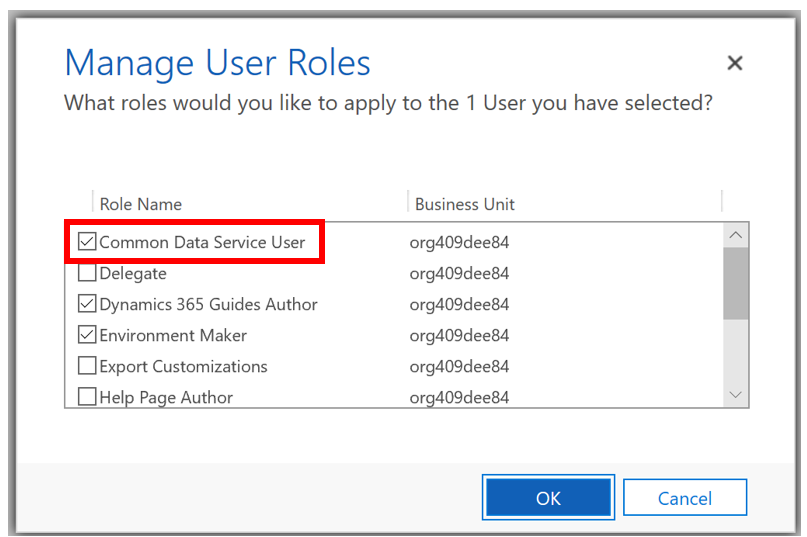 Manage User Roles
What roles would you like to apply to the 1 User you have selected?
Role Name Business Unit
Common Data Service User org409dee84
Delegate org409dee84
Dynamics 365 Guides Author org409dee84
Environment Maker org409dee84
Export Customizations org409dee84
Help Page Author org409dee84
OK Cancel